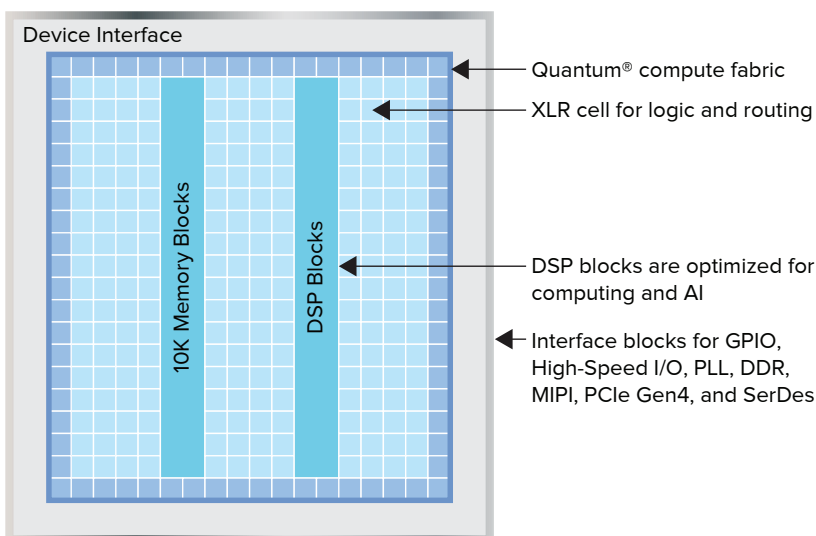 Device Interface
Quantum® compute fabric
XLR cell for logic and routing
10K Memory Blocks
DSP Blocks
DSP blocks are optimized for
computing and AI
Interface blocks for GPIO,
High-Speed I/O, PLL, DDR,
MIPI, PCIe Gen4, and SerDes